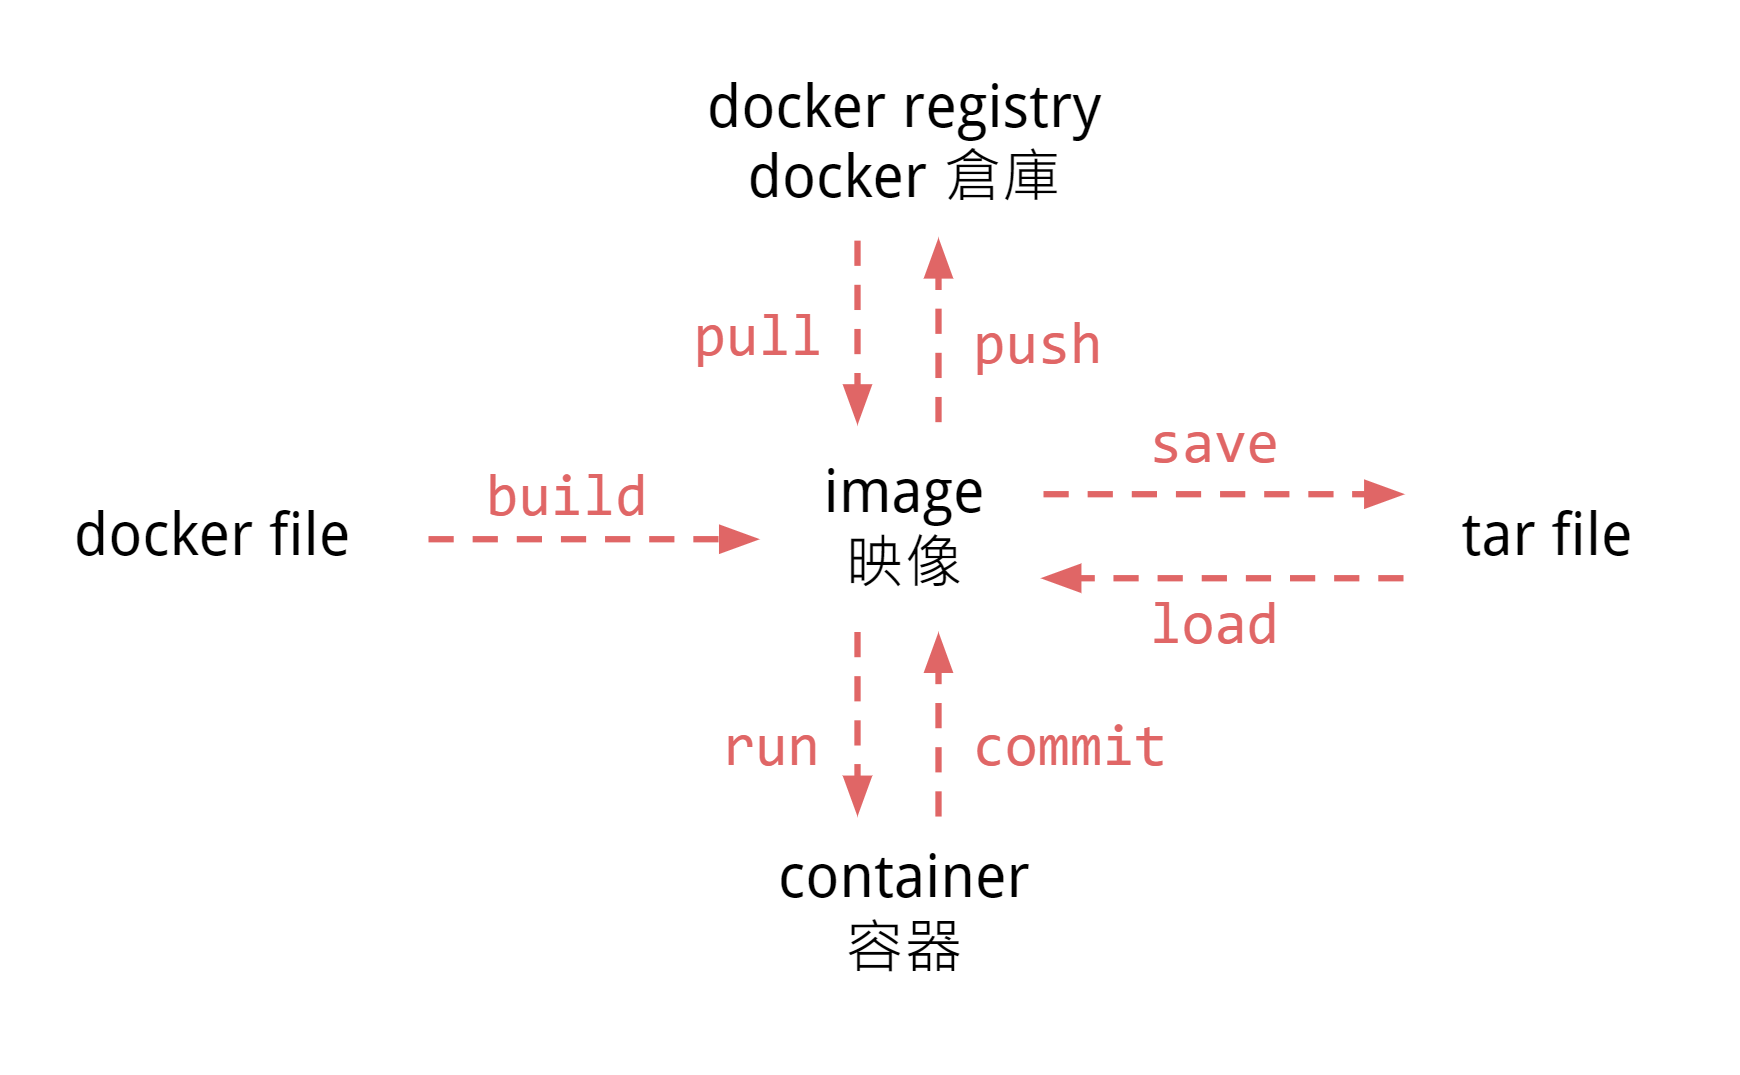 docker registry
docker 倉庫
pull
push
save
build
image
映像
docker file
tar file
load
run
commit
container
容器